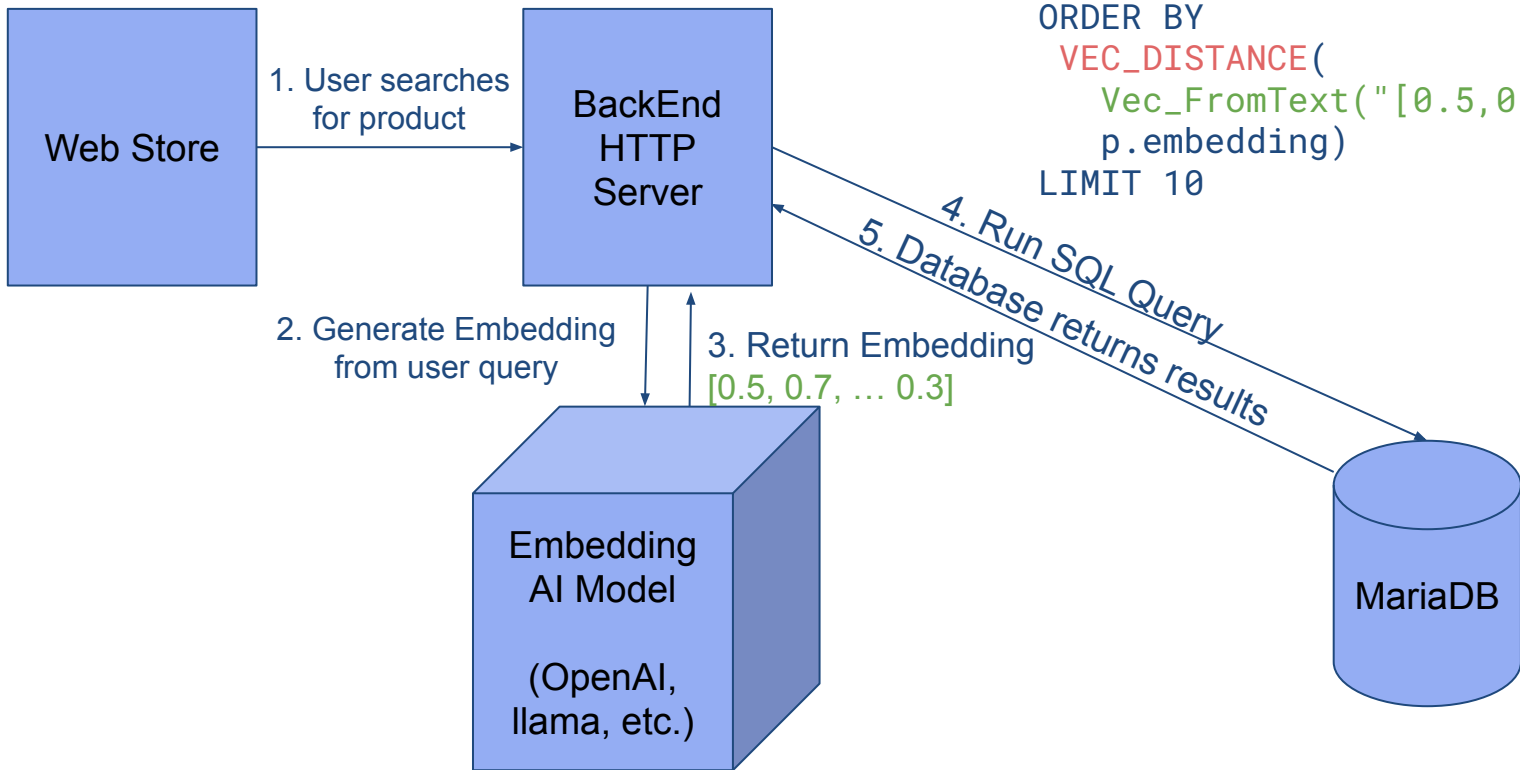 Web Store
1. User searches
for product
BackEnd
HTTP
Server
ORDER BY
VEC_DISTANCE(
Vec_FromText("[0.5,0
p.embedding)
LIMIT 10
4. Run SQL Query
5. Database returns results
2. Generate Embedding
from user query
3. Return Embedding
[0.5, 0.7, … 0.3]
Embedding
AI Model
(OpenAI,
llama, etc.)
MariaDB